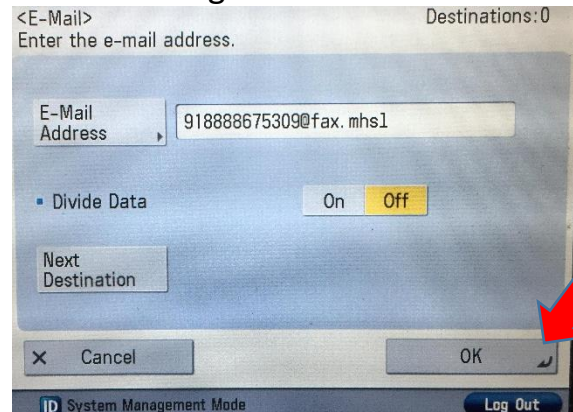 <E-Mail> Destinations:0
Enter the e-mail address.
E-Mail
Address
918888675309@fax.mhsl
Divide Data On Off
Next
Destination
× Cancel OK
ID System Management Mode Log Out